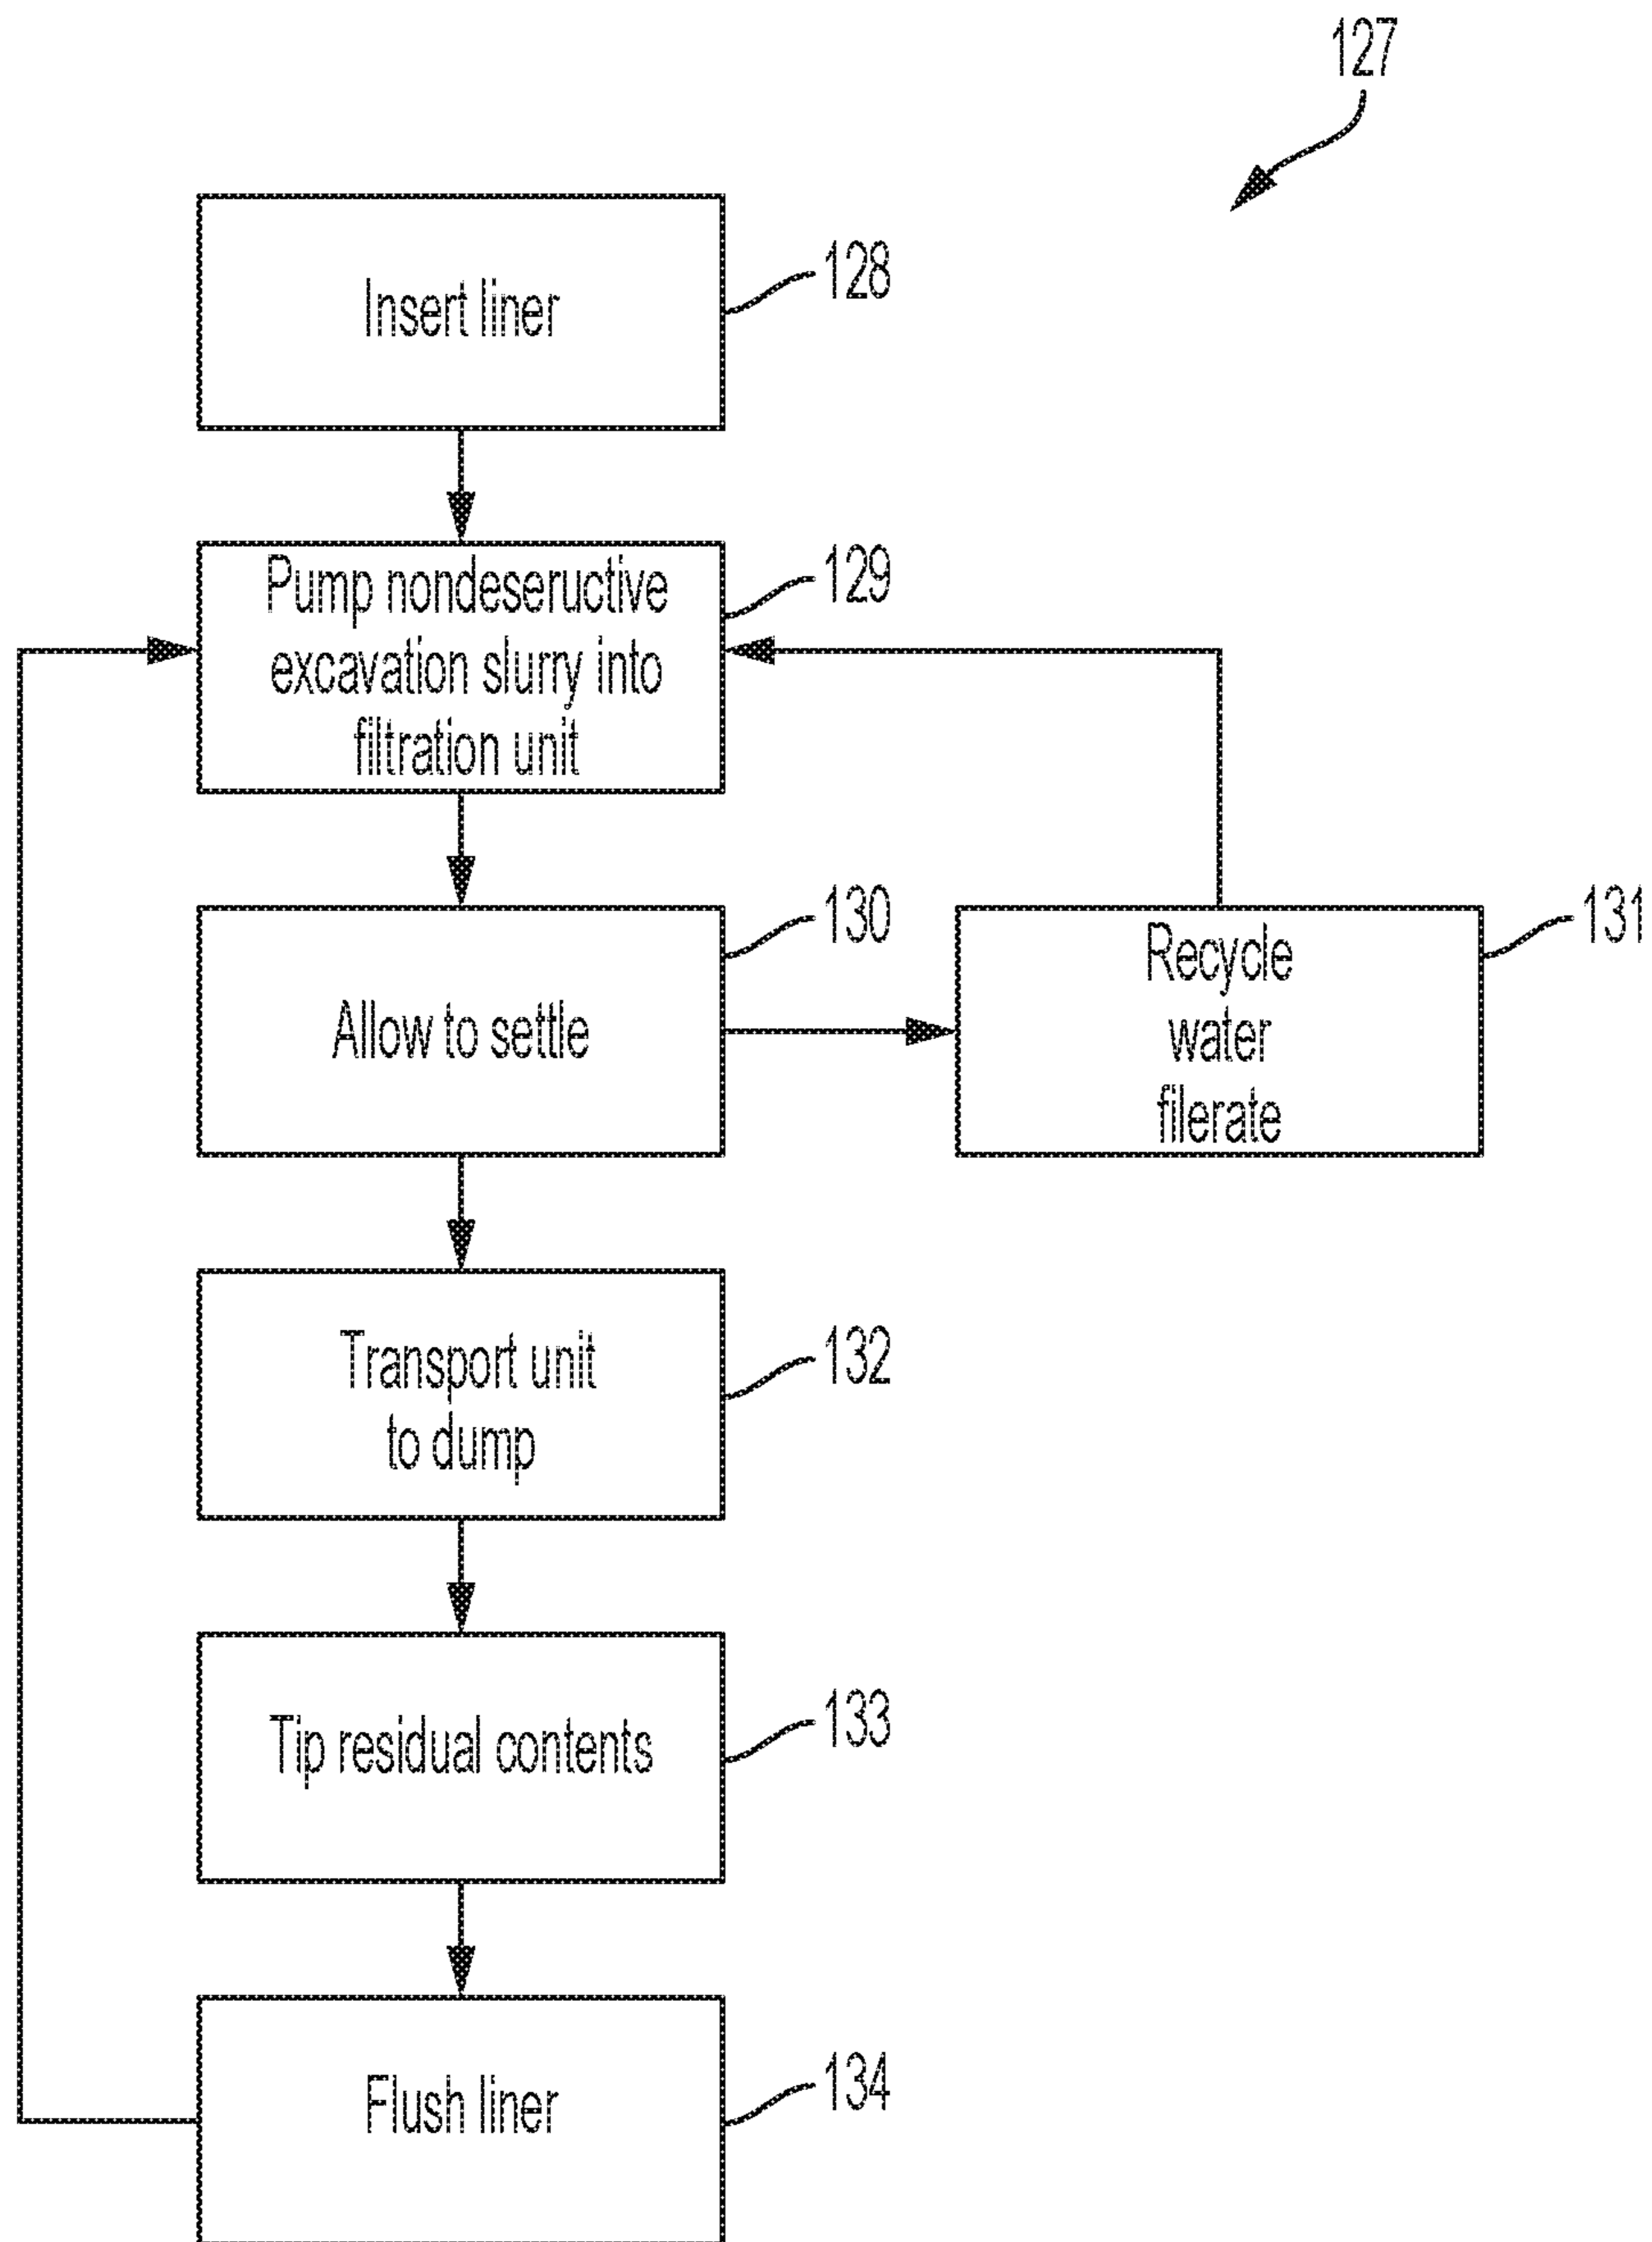 127
Insert liner
128
Pump nondeseructive
excavation slurry into
filtration unit
129
Allow to settle
130
Recycle
water
filerate
131
Transport unit
to dump
132
Tip residual contents
133
Flush liner
134